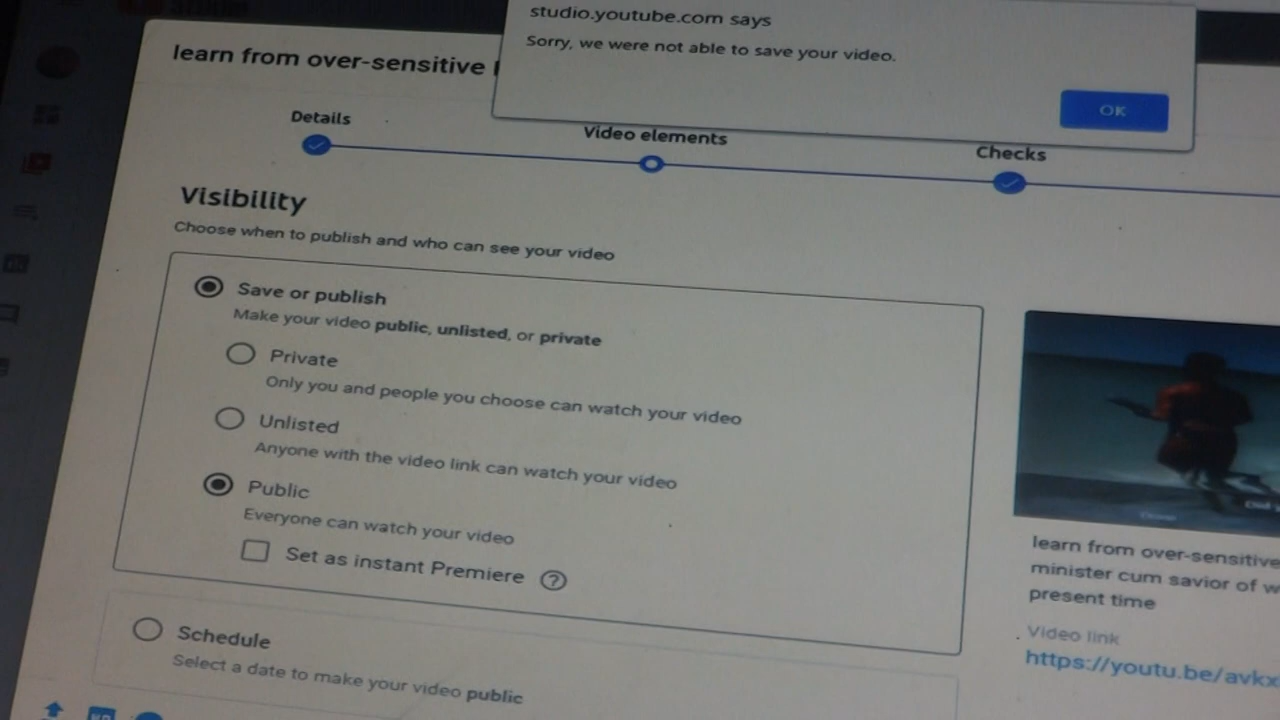 studio.youtube.com says
Sorry, we were not able to save your video.
OK
learn from over-sensitive
Details
Video elements
Checks
Visibility
Choose when to publish and who can see your video
Save or publish
Make your video public, unlisted, or private
Private
Only you and people you choose can watch your video
Unlisted
Anyone with the video link can watch your video
Public
Everyone can watch your video
Set as instant Premiere ?
Schedule
Select a date to make your video public
learn from over-sensitive
minister cum savior of w
present time
Video link
https://youtu.be/avkx